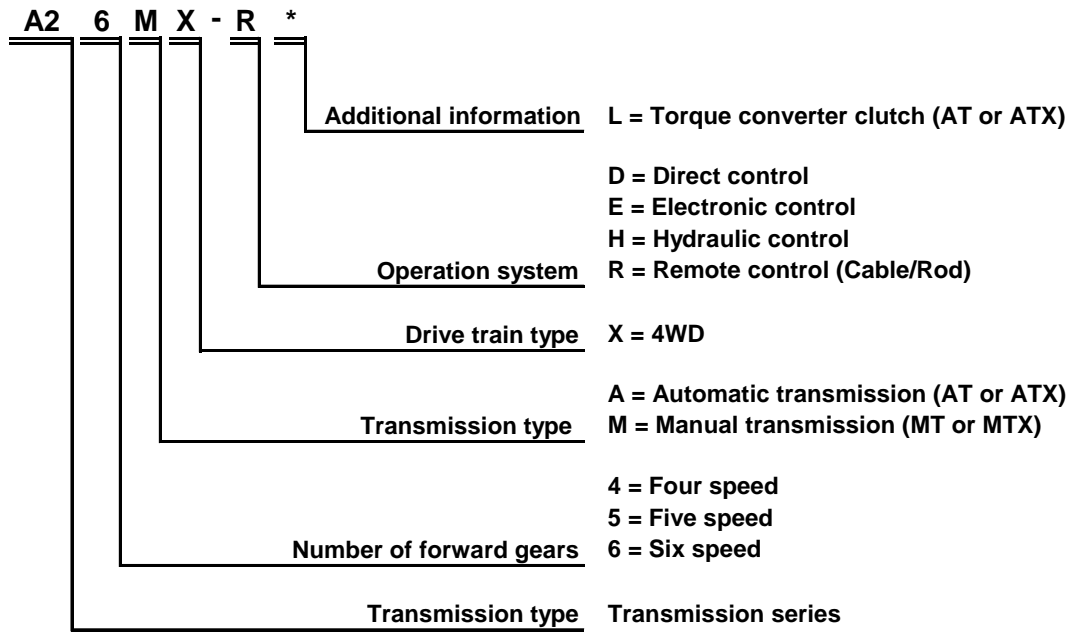 A2 6 M X - R *
Additional information L = Torque converter clutch (AT or ATX)
D = Direct control
E = Electronic control
H = Hydraulic control
Operation system R = Remote control (Cable/Rod)
Drive train type X = 4WD
A = Automatic transmission (AT or ATX)
Transmission type M = Manual transmission (MT or MTX)
4 = Four speed
5 = Five speed
Number of forward gears 6 = Six speed
Transmission type Transmission series